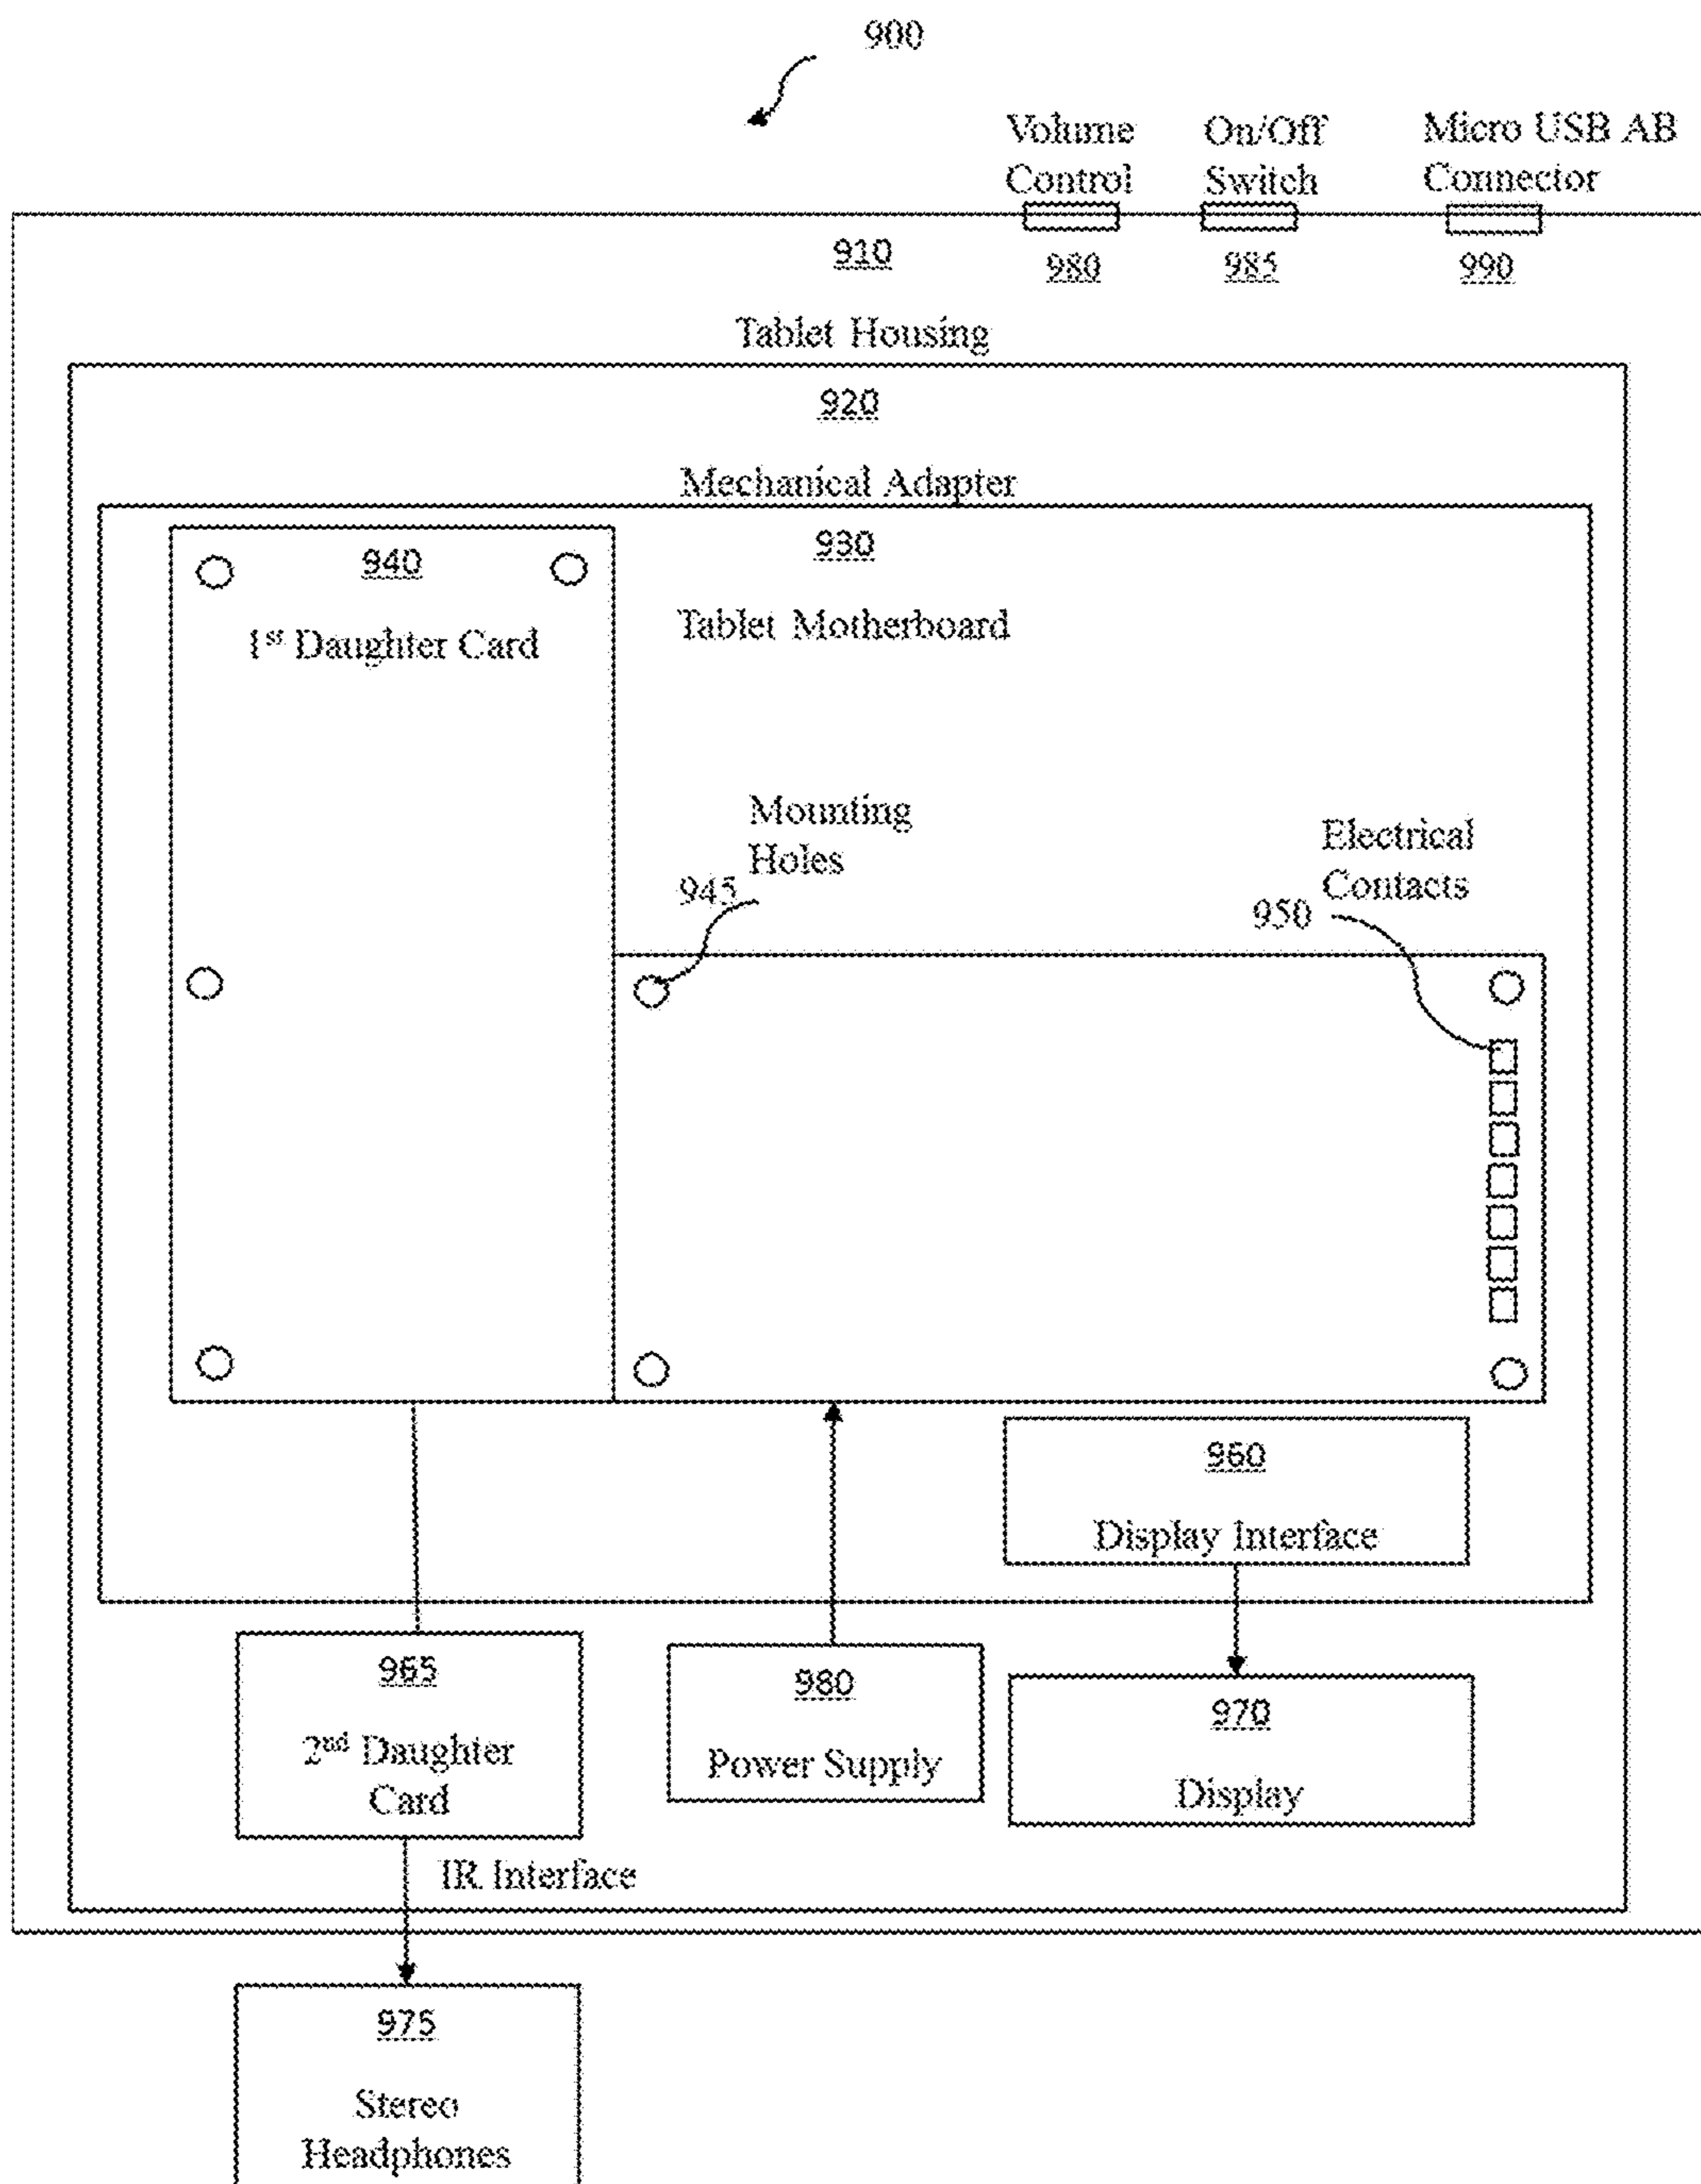 900
Volume
Control
On/Off
Switch
Micro USB AB
Connector
910
980
985
990
Tablet Housing
920
Mechanical Adapter
940
930
1st Daughter Card
Tablet Motherboard
Mounting
Holes
945
Electrical
Contacts
950
960
Display Interface
965
2nd Daughter
Card
980
Power Supply
970
Display
IR Interface
975
Stereo
Headphones